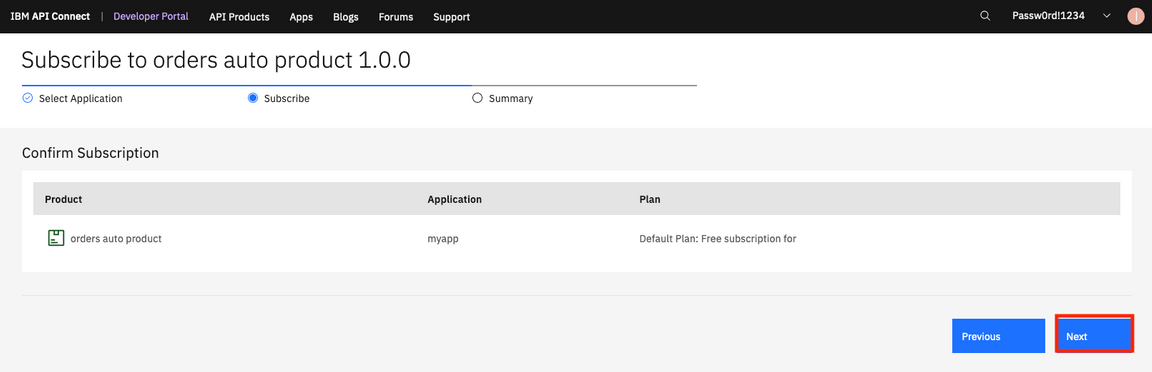 IBM API Connect | Developer Portal API Products Apps Blogs Forums Support Passw0rd!1234
Subscribe to orders auto product 1.0.0
Select Application Subscribe Summary
Confirm Subscription
Product Application Plan
orders auto product myapp Default Plan: Free subscription for
Previous Next